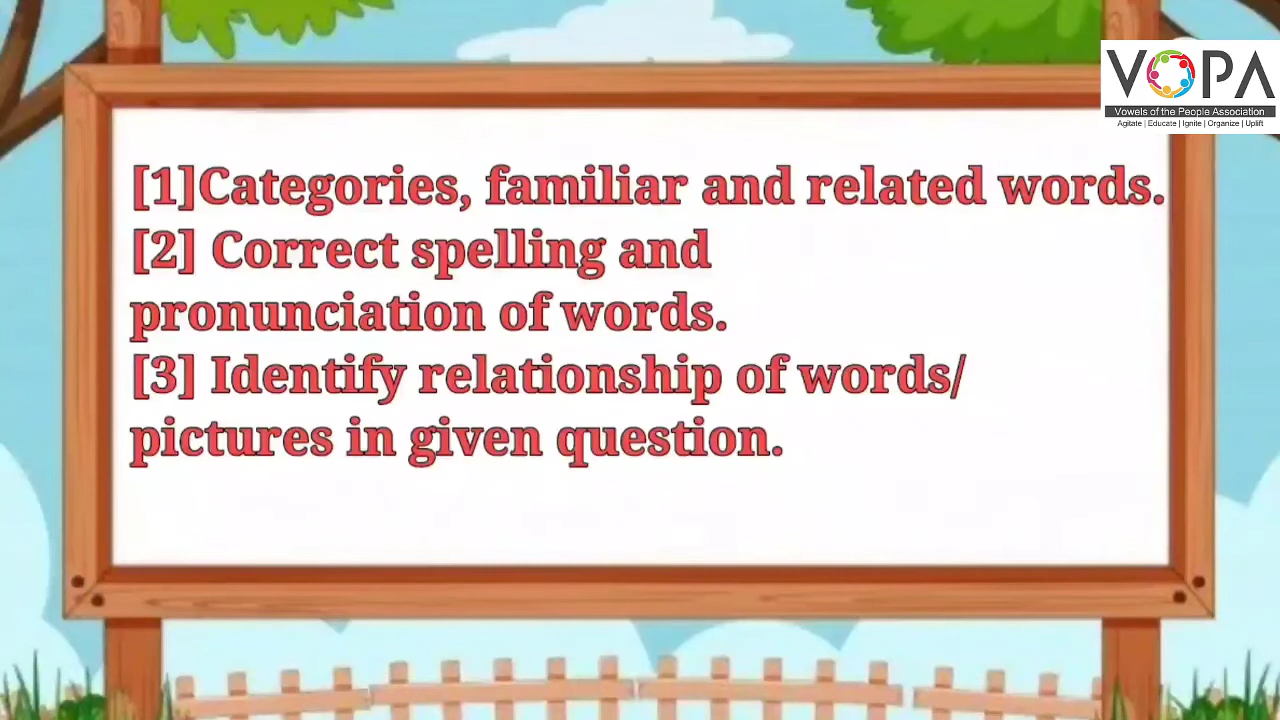 VOPA
Vowels of the People Association
Agitate | Educate | Ignite | Organize | Uplift
[1]Categories, familiar and related words.
[2] Correct spelling and
pronunciation of words.
[3] Identify relationship of words/
pictures in given question.